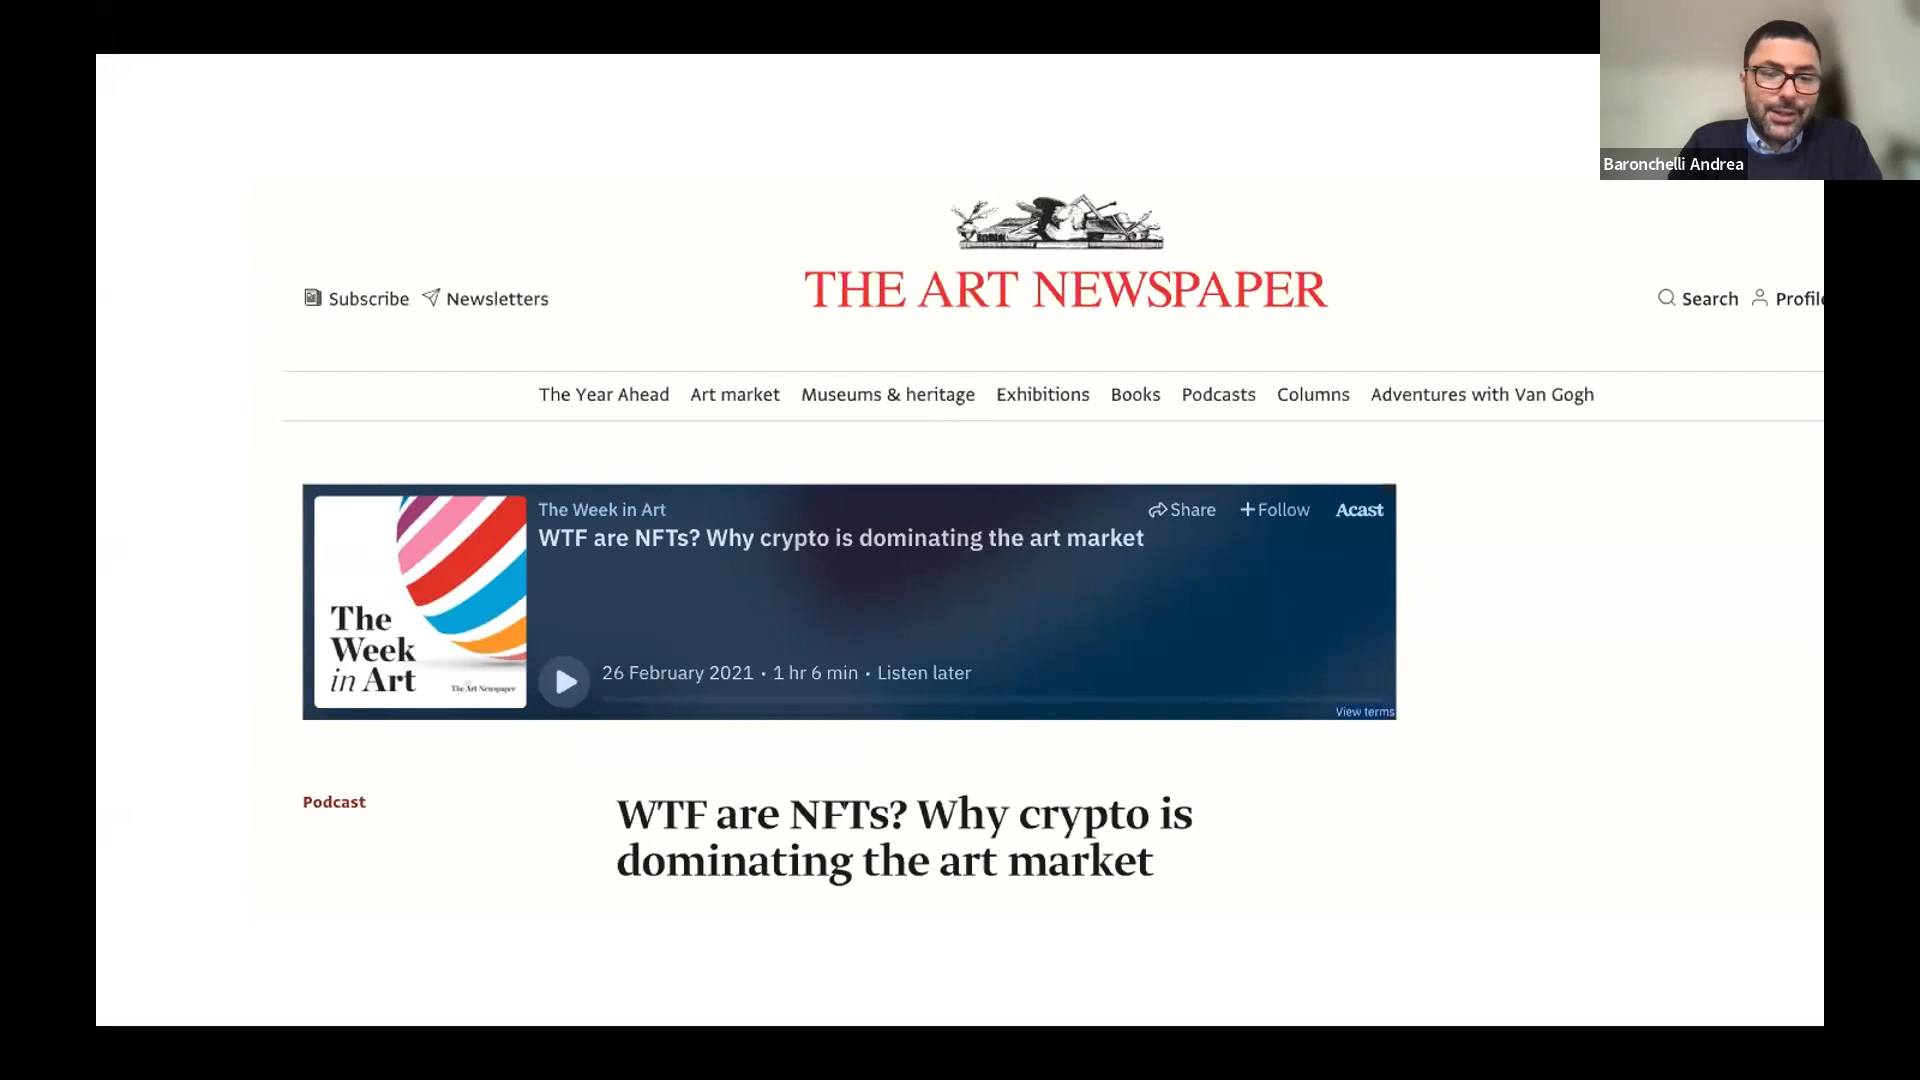 Baronchelli Andrea
Subscribe Newsletters
THE ART NEWSPAPER
Search Profile
The Year Ahead Art market Museums & heritage Exhibitions Books Podcasts Columns Adventures with Van Gogh
The Week in Art
Share Follow Acast
WTF are NFTs? Why crypto is dominating the art market
The
Week
in Art
The Art Newspaper
26 February 2021 • 1 hr 6 min • Listen later
View terms
Podcast
WTF are NFTs? Why crypto is
dominating the art market